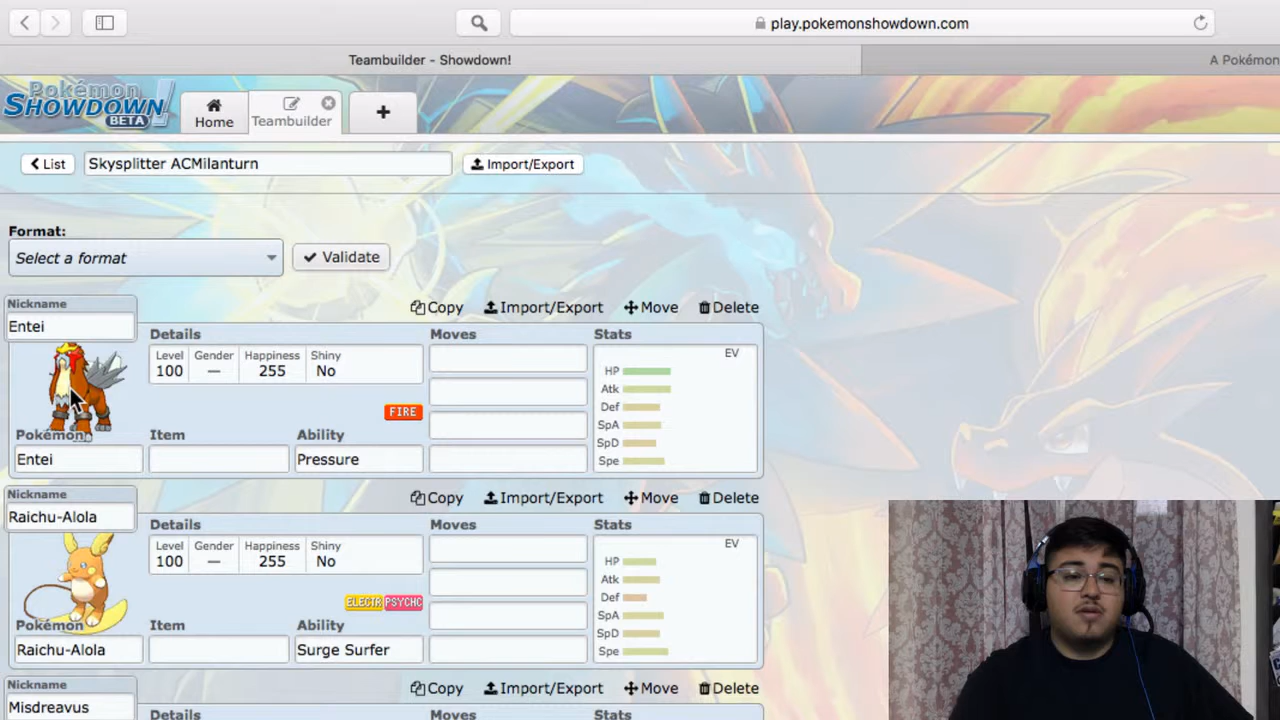 play.pokemonshowdown.com
Teambuilder - Showdown!
A Pokémon
Pokémon
SHOWDOWN!
BETA
Home
Teambuilder
+
List
Skysplitter ACMilanturn
Import/Export
Format:
Select a format
Validate
Nickname
Entei
Copy
Import/Export
Move
Delete
Details
Moves
Stats
Level
Gender
Happiness
Shiny
100
—
255
No
EV
HP
Atk
Def
SpA
SpD
Spe
FIRE
Pokémon
Item
Ability
Entei
Pressure
Nickname
Raichu-Alola
Copy
Import/Export
Move
Delete
Details
Moves
Stats
Level
Gender
Happiness
Shiny
100
—
255
No
EV
HP
Atk
Def
SpA
SpD
Spe
ELECTR
PSYCHC
Pokémon
Item
Ability
Raichu-Alola
Surge Surfer
Nickname
Misdreavus
Copy
Import/Export
Move
Delete
Details
Moves
Stats